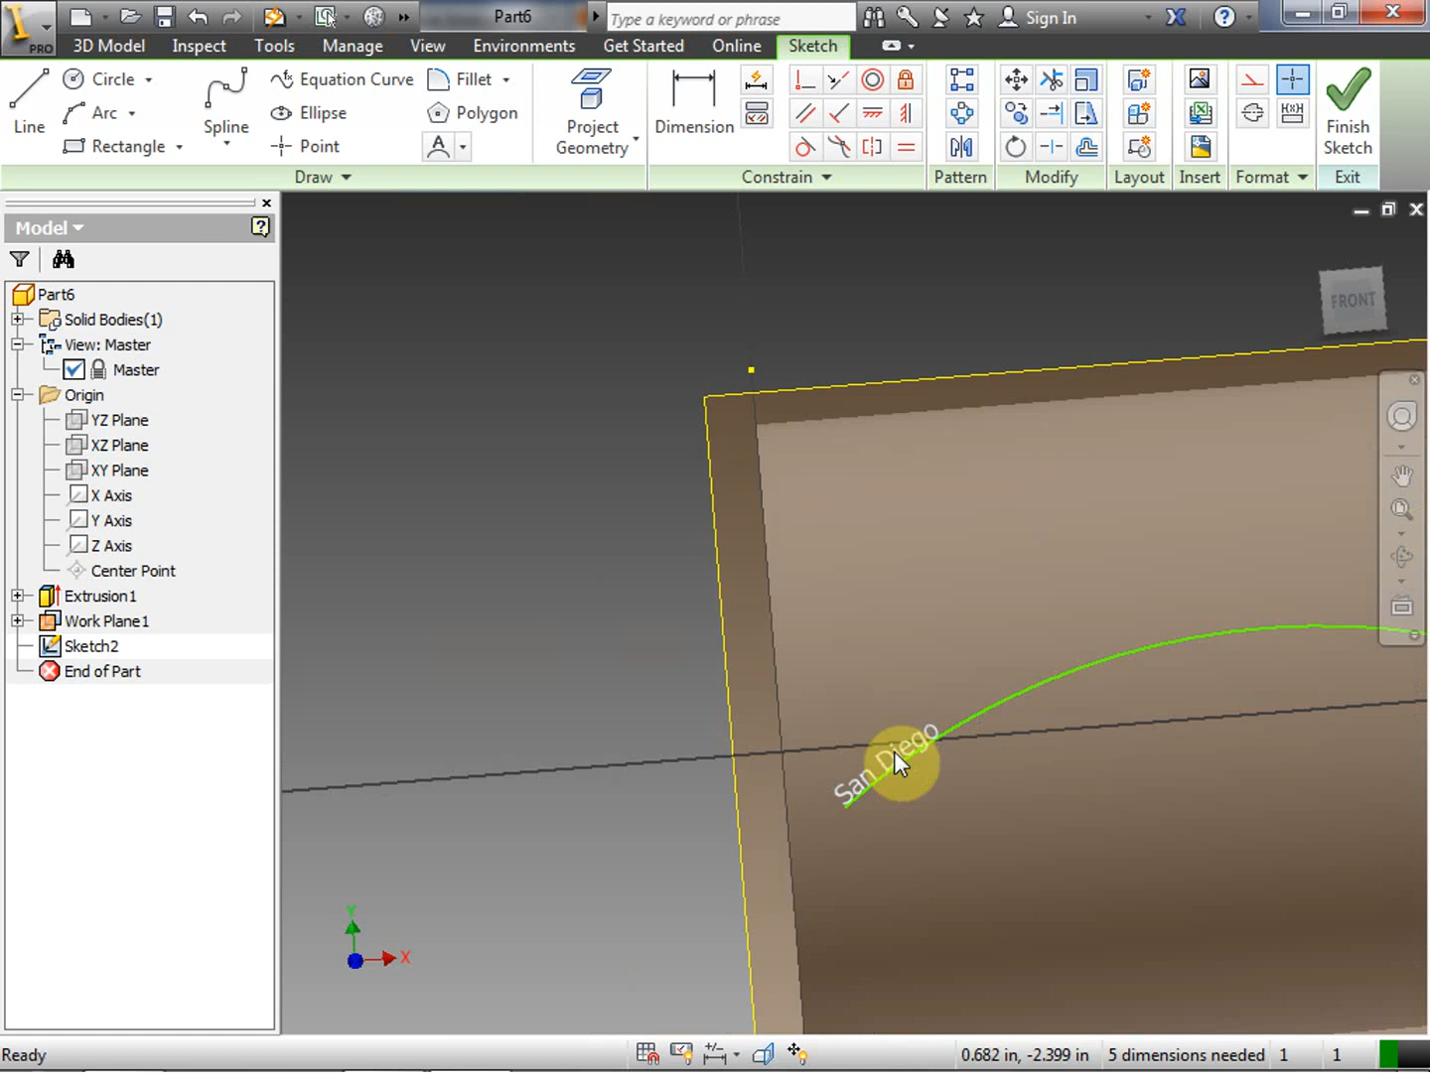 PRO
Part6
Type a keyword or phrase
Sign In
3D Model
Inspect
Tools
Manage
View
Environments
Get Started
Online
Sketch
Line
Circle
Arc
Rectangle
Spline
Equation Curve
Ellipse
Point
Fillet
Polygon
A
Project Geometry
Dimension
Finish Sketch
Draw
Constrain
Pattern
Modify
Layout
Insert
Format
Exit
Model
Part6
Solid Bodies(1)
View: Master
Master
Origin
YZ Plane
XZ Plane
XY Plane
X Axis
Y Axis
Z Axis
Center Point
Extrusion1
Work Plane1
Sketch2
End of Part
FRONT
San Diego
Y
X
Ready
0.682 in, -2.399 in
5 dimensions needed
1
1